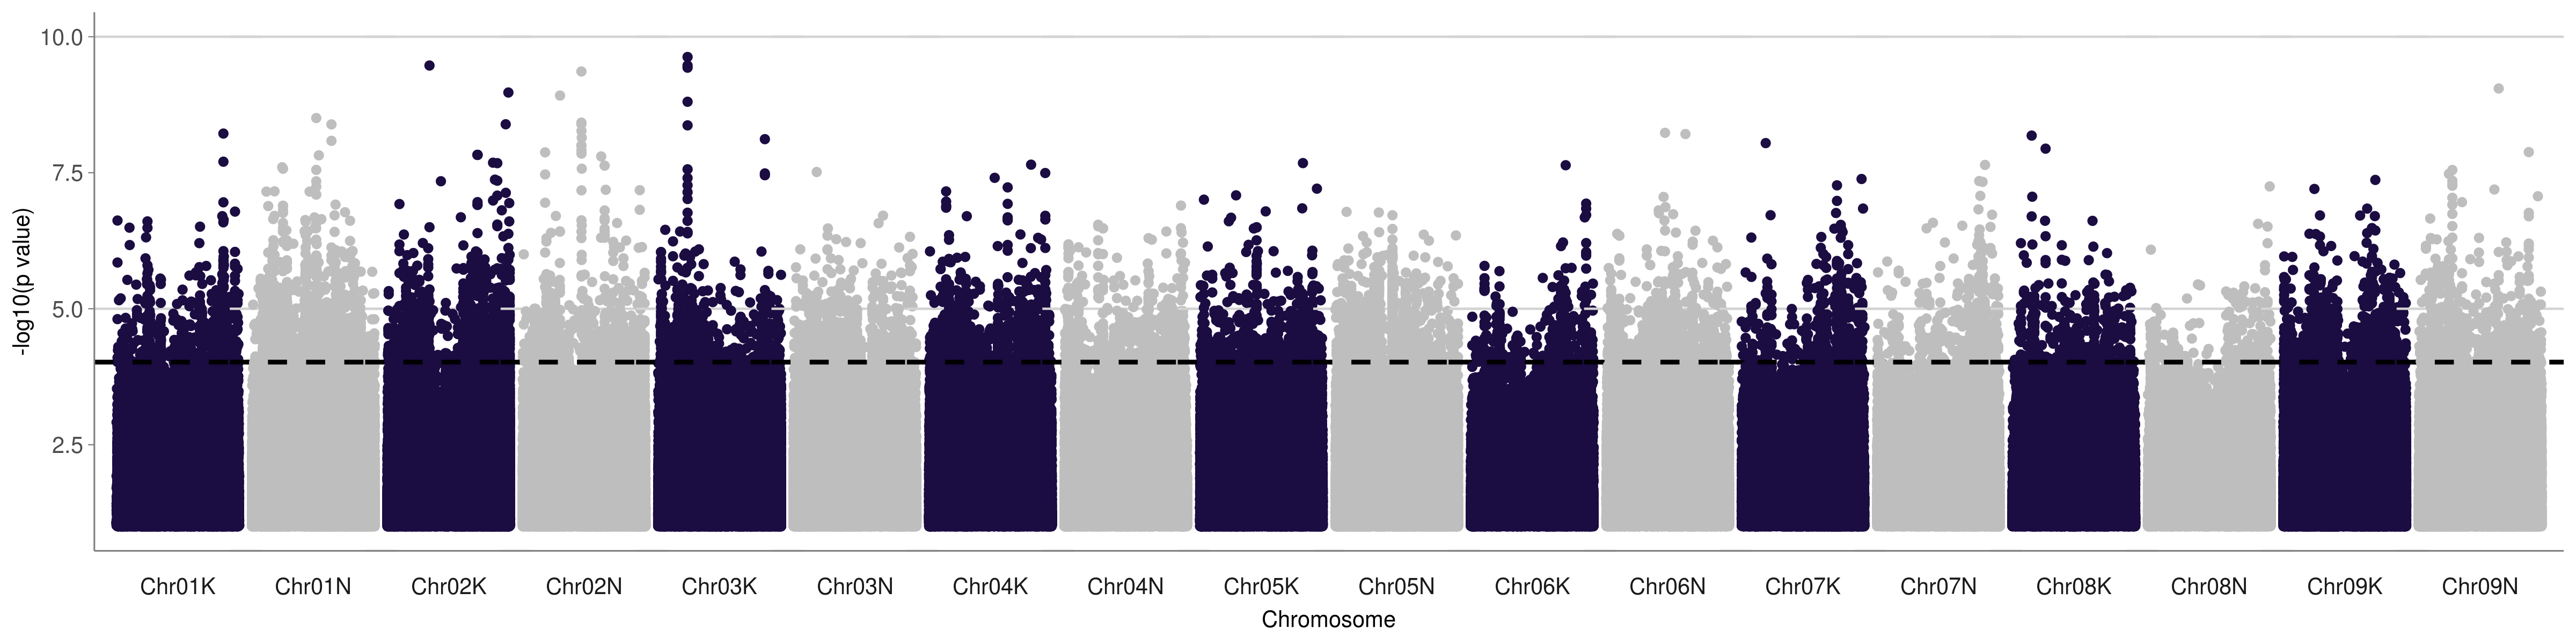 -log10(p value)
10.0
7.5
5.0
2.5
Chr01K Chr01N Chr02K Chr02N Chr03K Chr03N Chr04K Chr04N Chr05K Chr05N Chr06K Chr06N Chr07K Chr07N Chr08K Chr08N Chr09K Chr09N
Chromosome